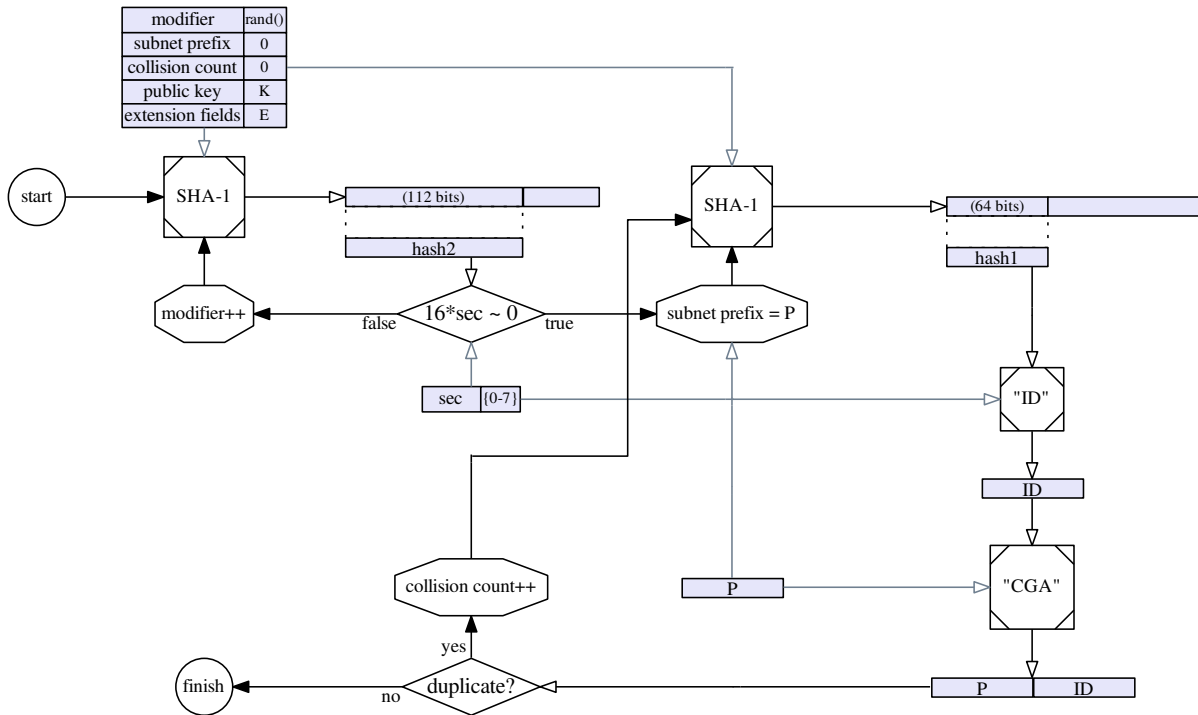 modifier rand()
subnet prefix 0
collision count 0
public key K
extension fields E
start
SHA-1
(112 bits)
SHA-1
(64 bits)
hash2
hash1
modifier++
16*sec ~ 0
false
true
subnet prefix = P
sec {0-7}
"ID"
ID
collision count++
P
"CGA"
yes
finish
no
duplicate?
P ID